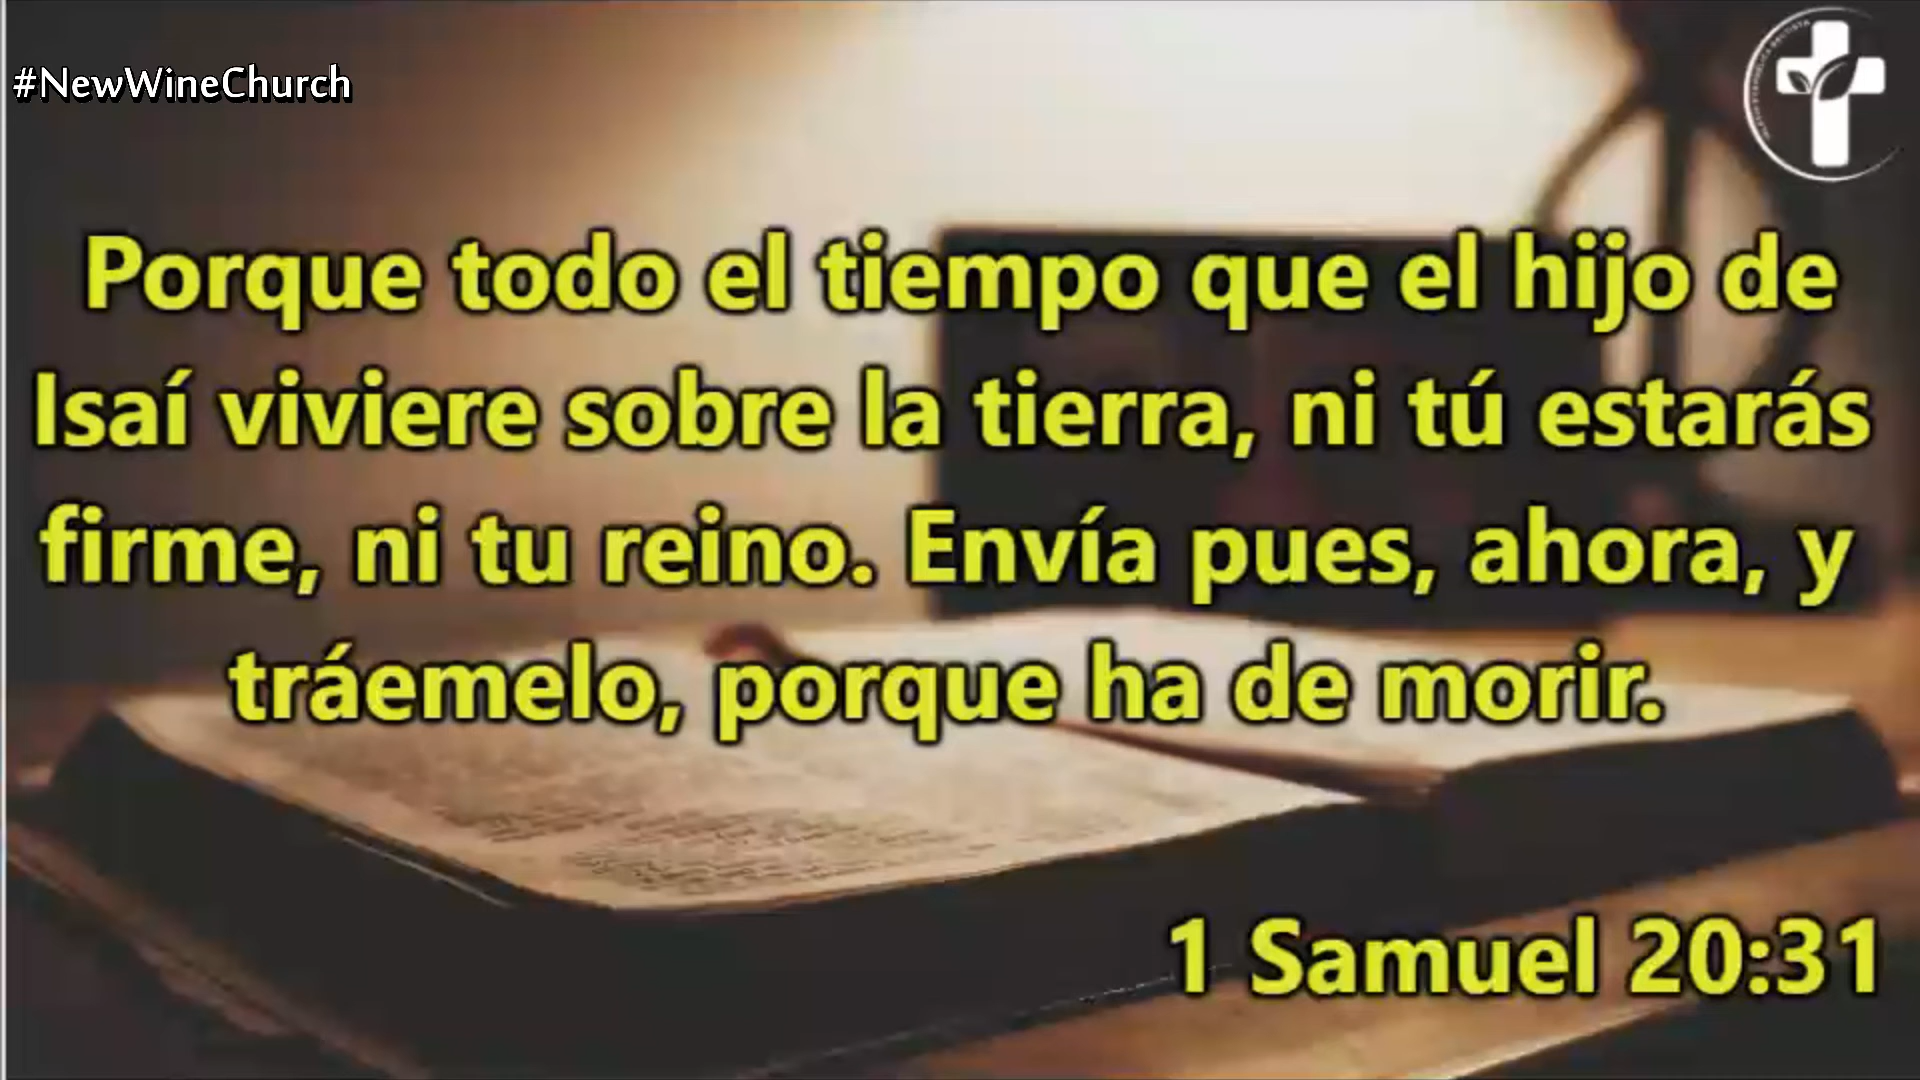 #NewWineChurch
Porque todo el tiempo que el hijo de
Isaí viviere sobre la tierra, ni tú estarás
firme, ni tu reino. Envía pues, ahora, y
tráemelo, porque ha de morir.
1 Samuel 20:31